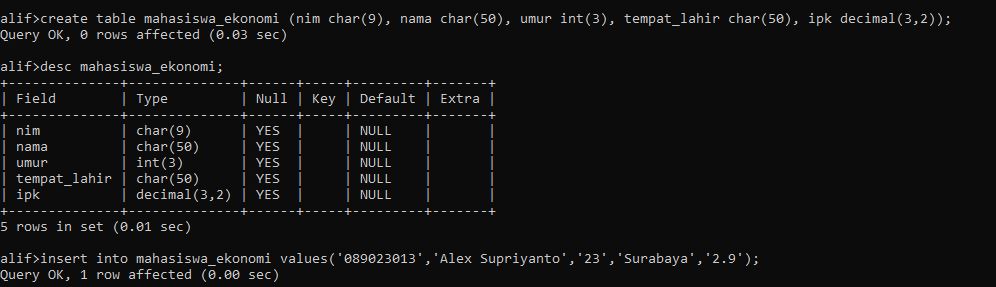 alif>create table mahasiswa_ekonomi (nim char(9), nama char(50), umur int(3), tempat_lahir char(50), ipk decimal(3,2));
Query OK, 0 rows affected (0.03 sec)
alif>desc mahasiswa_ekonomi;
+--------------+--------------+------+-----+---------+-------+
| Field        | Type         | Null | Key | Default | Extra |
+--------------+--------------+------+-----+---------+-------+
| nim          | char(9)      | YES  |     | NULL    |       |
| nama         | char(50)     | YES  |     | NULL    |       |
| umur         | int(3)       | YES  |     | NULL    |       |
| tempat_lahir | char(50)     | YES  |     | NULL    |       |
| ipk          | decimal(3,2) | YES  |     | NULL    |       |
+--------------+--------------+------+-----+---------+-------+
5 rows in set (0.01 sec)
alif>insert into mahasiswa_ekonomi values('089023013','Alex Supriyanto','23','Surabaya','2.9');
Query OK, 1 row affected (0.00 sec)